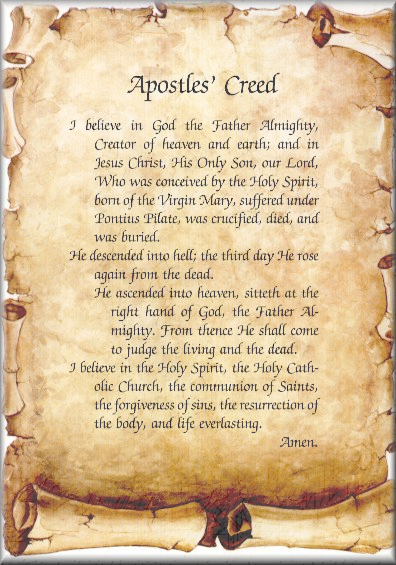 Apostles' Creed
I believe in God the Father Almighty,
Creator of heaven and earth; and in
Jesus Christ, His Only Son, our Lord,
Who was conceived by the Holy Spirit,
born of the Virgin Mary, suffered under
Pontius Pilate, was crucified, died, and
was buried.
He descended into hell; the third day He rose
again from the dead.
He ascended into heaven, sitteth at the
right hand of God, the Father Al-
mighty. From thence He shall come
to judge the living and the dead.
I believe in the Holy Spirit, the Holy Cath-
olic Church, the communion of Saints,
the forgiveness of sins, the resurrection of
the body, and life everlasting.
Amen.